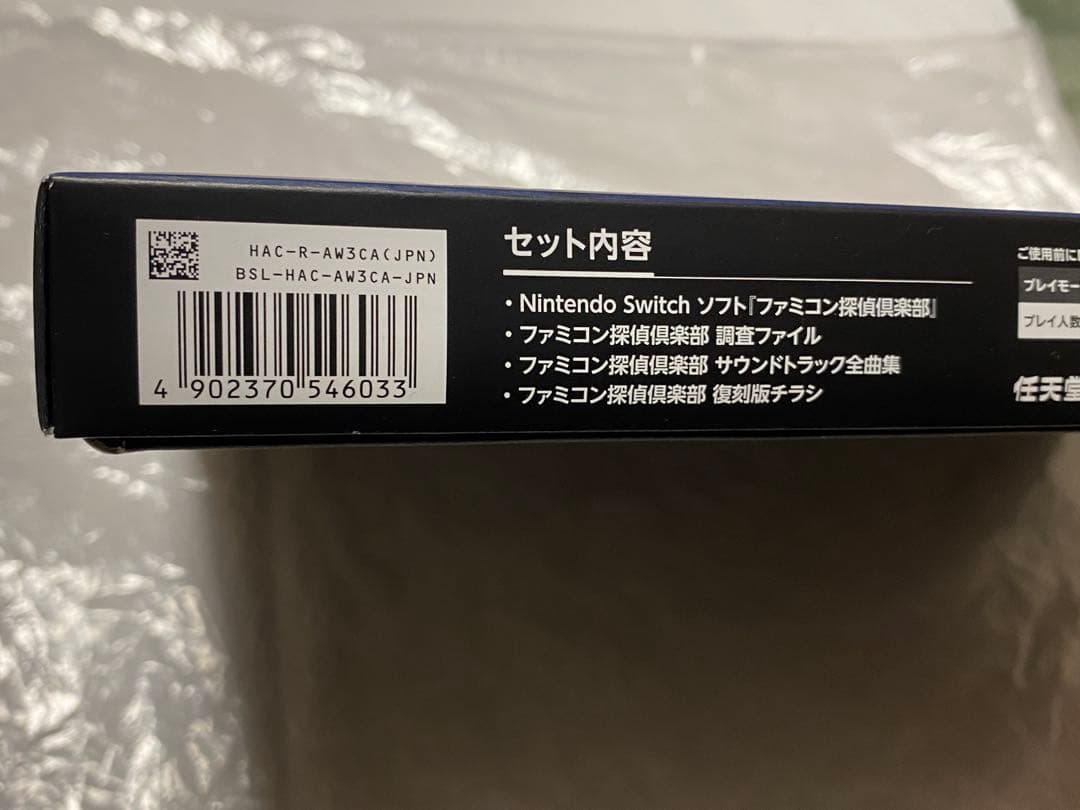 HAC-R-AW3CA(JPN)
BSL-HAC-AW3CA-JPN
4 902370 546033
セット内容
・Nintendo Switch ソフト『ファミコン探偵倶楽部』
・ファミコン探偵倶楽部 調査ファイル
・ファミコン探偵倶楽部 サウンドトラック全曲集
・ファミコン探偵倶楽部 復刻版チラシ
ご使用前に
プレイモー
プレイ人数
任天堂